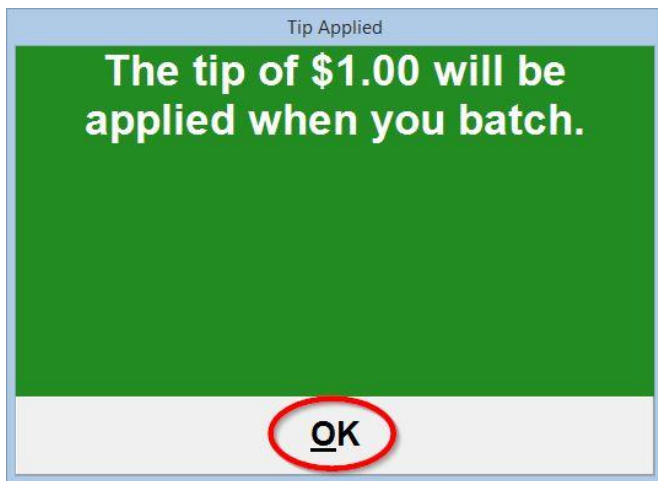 Tip Applied
The tip of $1.00 will be
applied when you batch.
OK